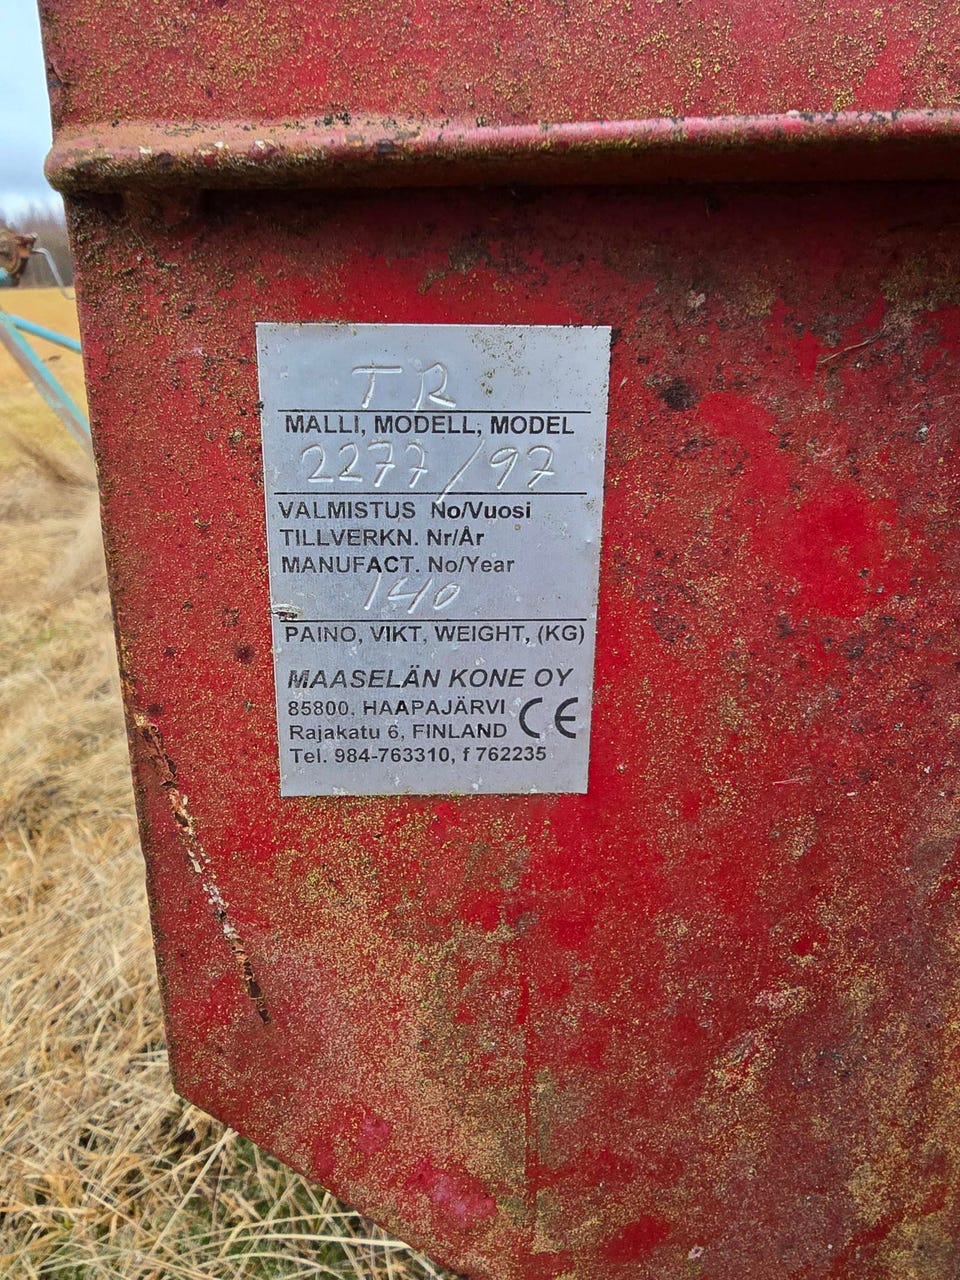 TR
MALLI, MODELL, MODEL
2277/97
VALMISTUS No/Vuosi
TILLVERKN. Nr/År
MANUFACT. No/Year
140
PAINO, VIKT, WEIGHT, (KG)
MAASELÄN KONE OY
85800, HAAPAJÄRVI CE
Rajakatu 6, FINLAND
Tel. 984-763310, f 762235